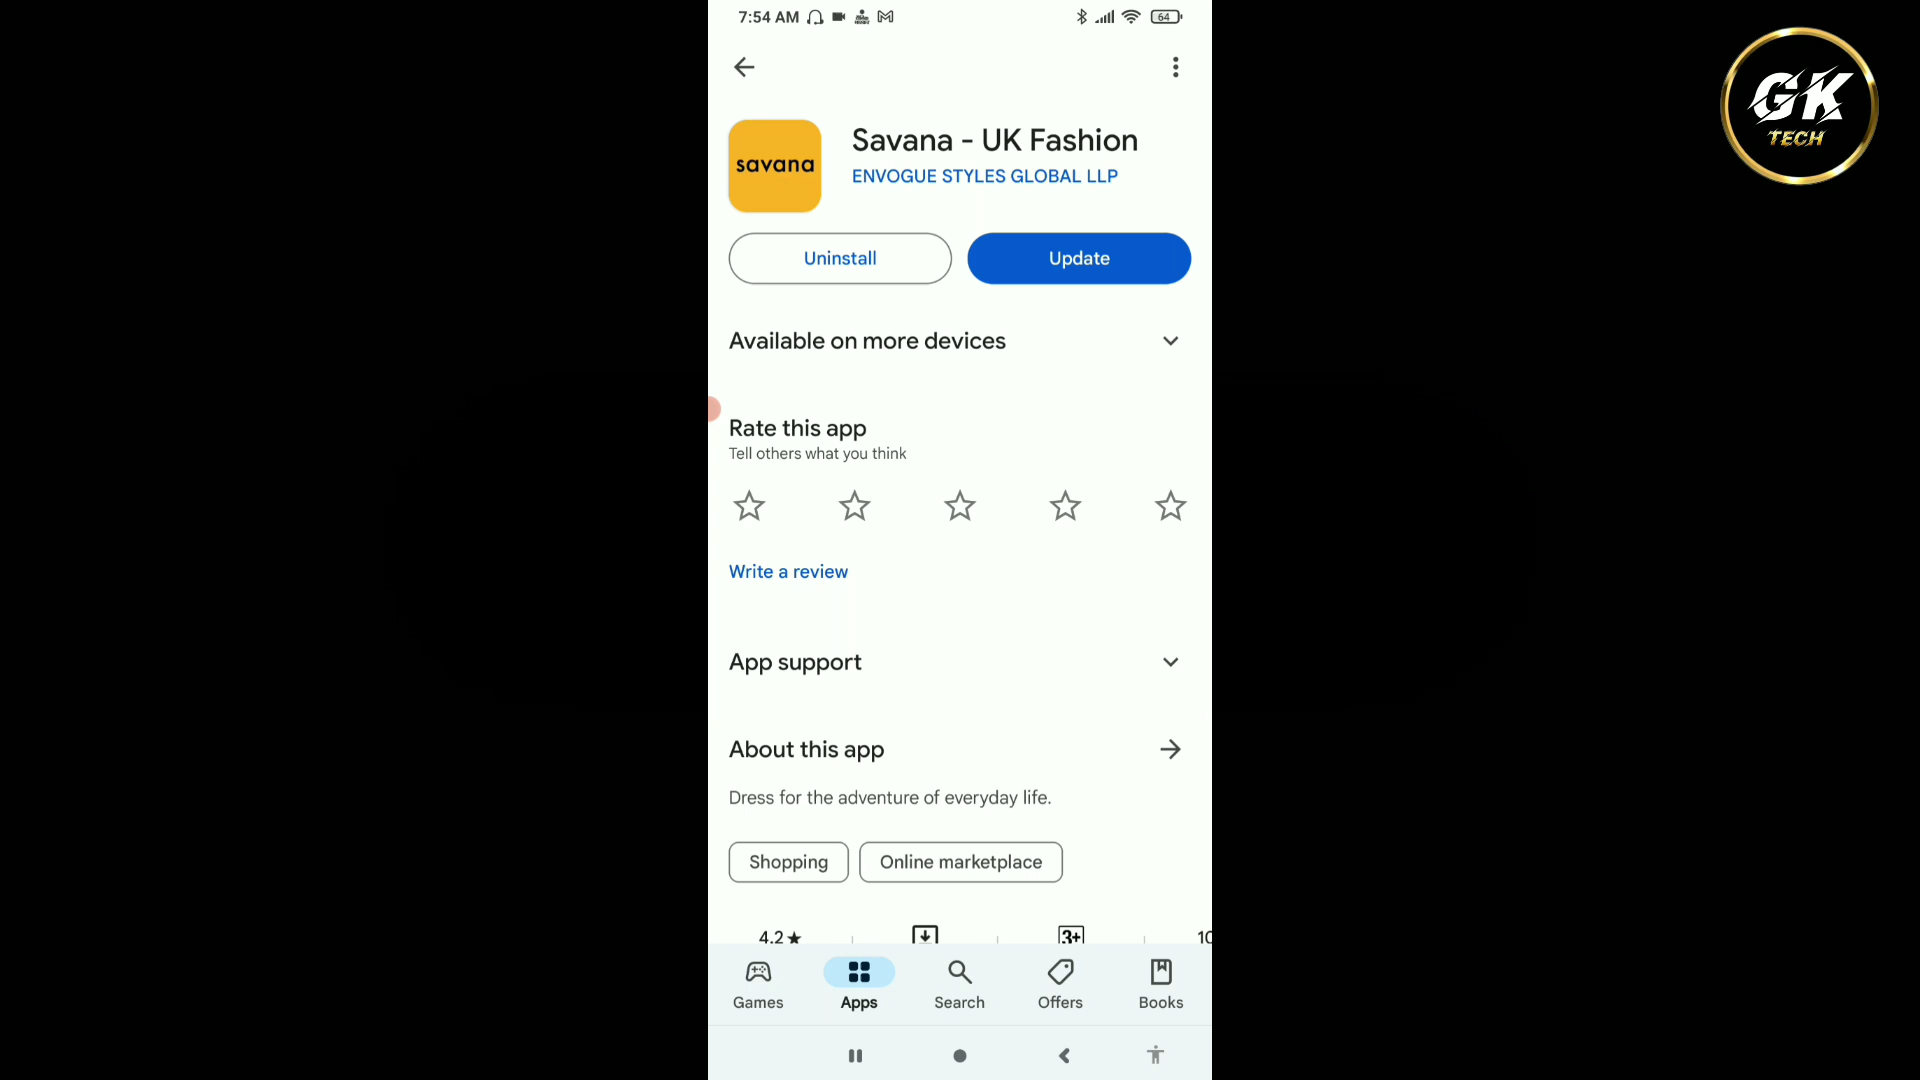 7:54 AM
64
GK
TECH
savana
Savana - UK Fashion
ENVOGUE STYLES GLOBAL LLP
Uninstall
Update
Available on more devices
Rate this app
Tell others what you think
Write a review
App support
About this app
Dresss for the adventure of everyday life.
Shopping
Online marketplace
4.2★
3+
10
Games
Apps
Search
Offers
Books